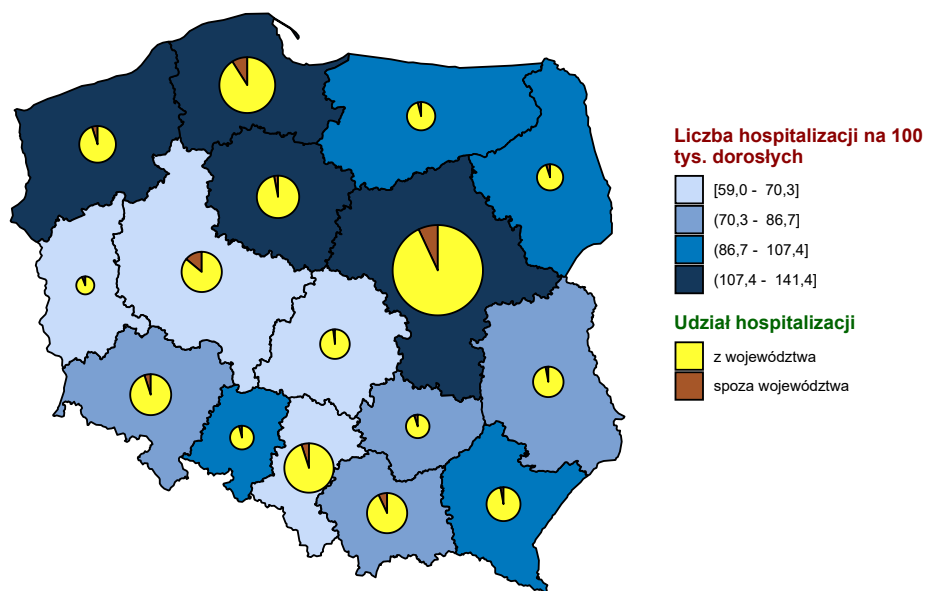 Liczba hospitalizacji na 100
tys. dorosłych
[59,0 - 70,3]
(70,3 - 86,7]
(86,7 - 107,4]
(107,4 - 141,4]
Udział hospitalizacji
z województwa
spoza województwa